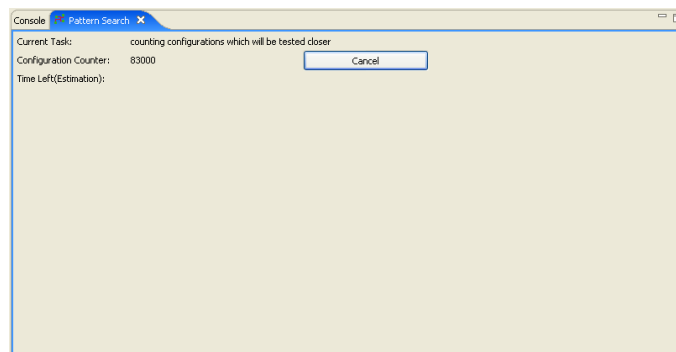 Console Pattern Search
Current Task: counting configurations which will be tested closer
Configuration Counter: 83000 Cancel
Time Left(Estimation):